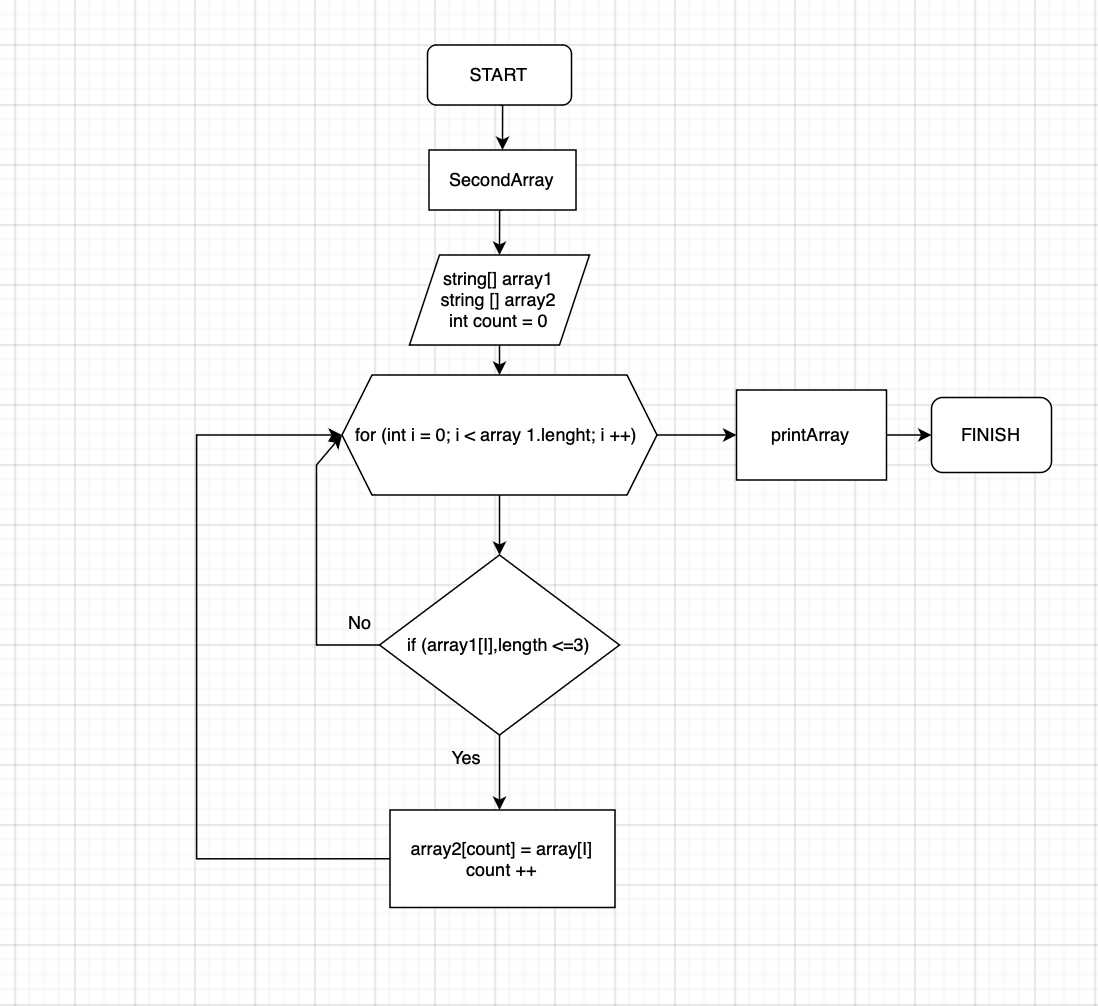 START
SecondArray
string[] array1
string [] array2
int count = 0
for (int i = 0; i < array 1.lenght; i ++)
printArray
FINISH
No
if (array1[I],length <=3)
Yes
array2[count] = array[I]
count ++